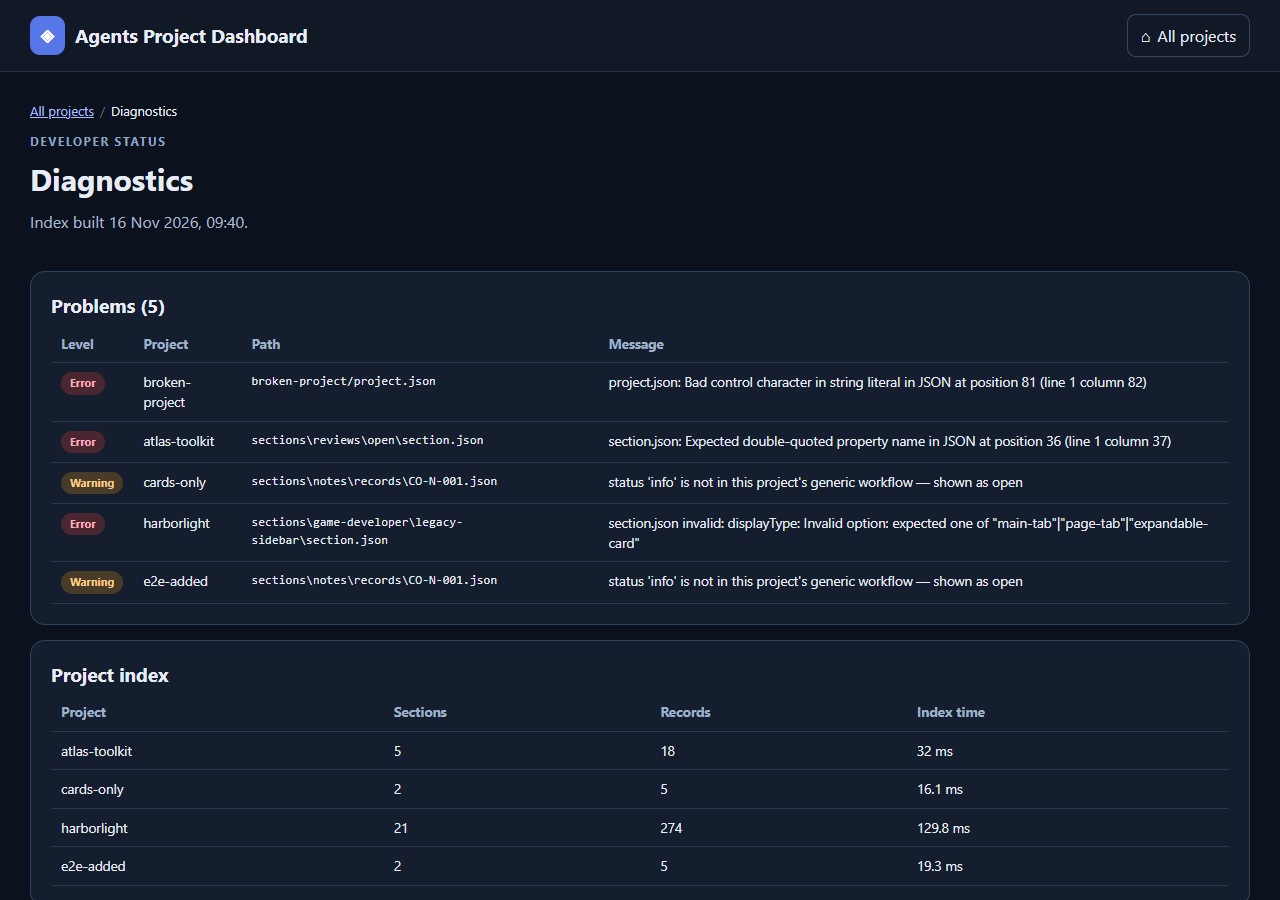 Agents Project Dashboard
⌂ All projects
All projects / Diagnostics
DEVELOPER STATUS
Diagnostics
Index built 16 Nov 2026, 09:40.
Problems (5)
Level Project Path Message
Error broken-project broken-project/project.json project.json: Bad control character in string literal in JSON at position 81 (line 1 column 82)
Error atlas-toolkit sections\reviews\open\section.json section.json: Expected double-quoted property name in JSON at position 36 (line 1 column 37)
Warning cards-only sections\notes\records\CO-N-001.json status 'info' is not in this project's generic workflow — shown as open
Error harborlight sections\game-developer\legacy-sidebar\section.json section.json invalid: displayType: Invalid option: expected one of "main-tab"|"page-tab"|"expandable-card"
Warning e2e-added sections\notes\records\CO-N-001.json status 'info' is not in this project's generic workflow — shown as open
Project index
Project Sections Records Index time
atlas-toolkit 5 18 32 ms
cards-only 2 5 16.1 ms
harborlight 21 274 129.8 ms
e2e-added 2 5 19.3 ms